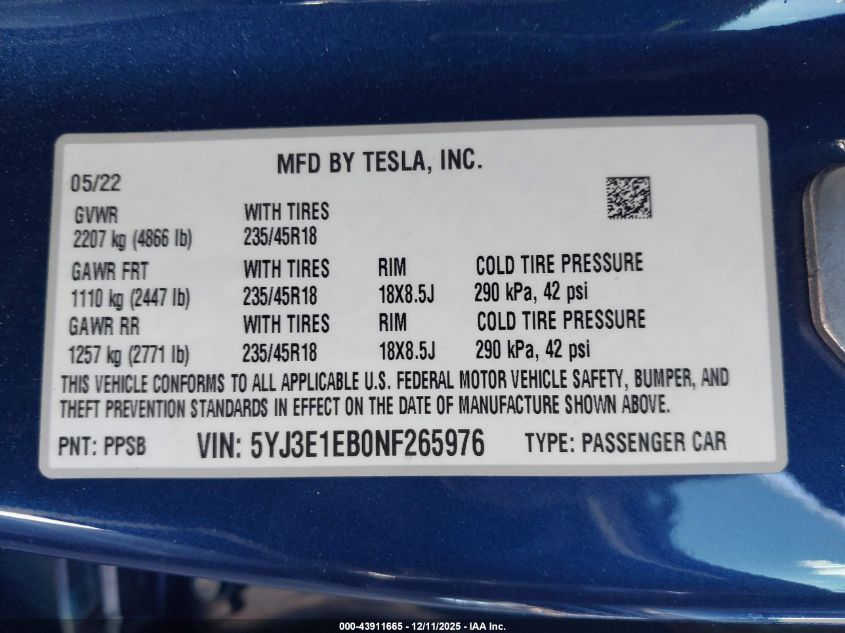 MFD BY TESLA, INC.
05/22
GVWR WITH TIRES
2207 kg (4866 lb) 235/45R18
GAWR FRT WITH TIRES RIM COLD TIRE PRESSURE
1110 kg (2447 lb) 235/45R18 18X8.5J 290 kPa, 42 psi
GAWR RR WITH TIRES RIM COLD TIRE PRESSURE
1257 kg (2771 lb) 235/45R18 18X8.5J 290 kPa, 42 psi
THIS VEHICLE CONFORMS TO ALL APPLICABLE U.S. FEDERAL MOTOR VEHICLE SAFETY, BUMPER, AND
THEFT PREVENTION STANDARDS IN EFFECT ON THE DATE OF MANUFACTURE SHOWN ABOVE.
PNT: PPSB VIN: 5YJ3E1EB0NF265976 TYPE: PASSENGER CAR
000-43911665 - 12/11/2025 - IAA Inc.